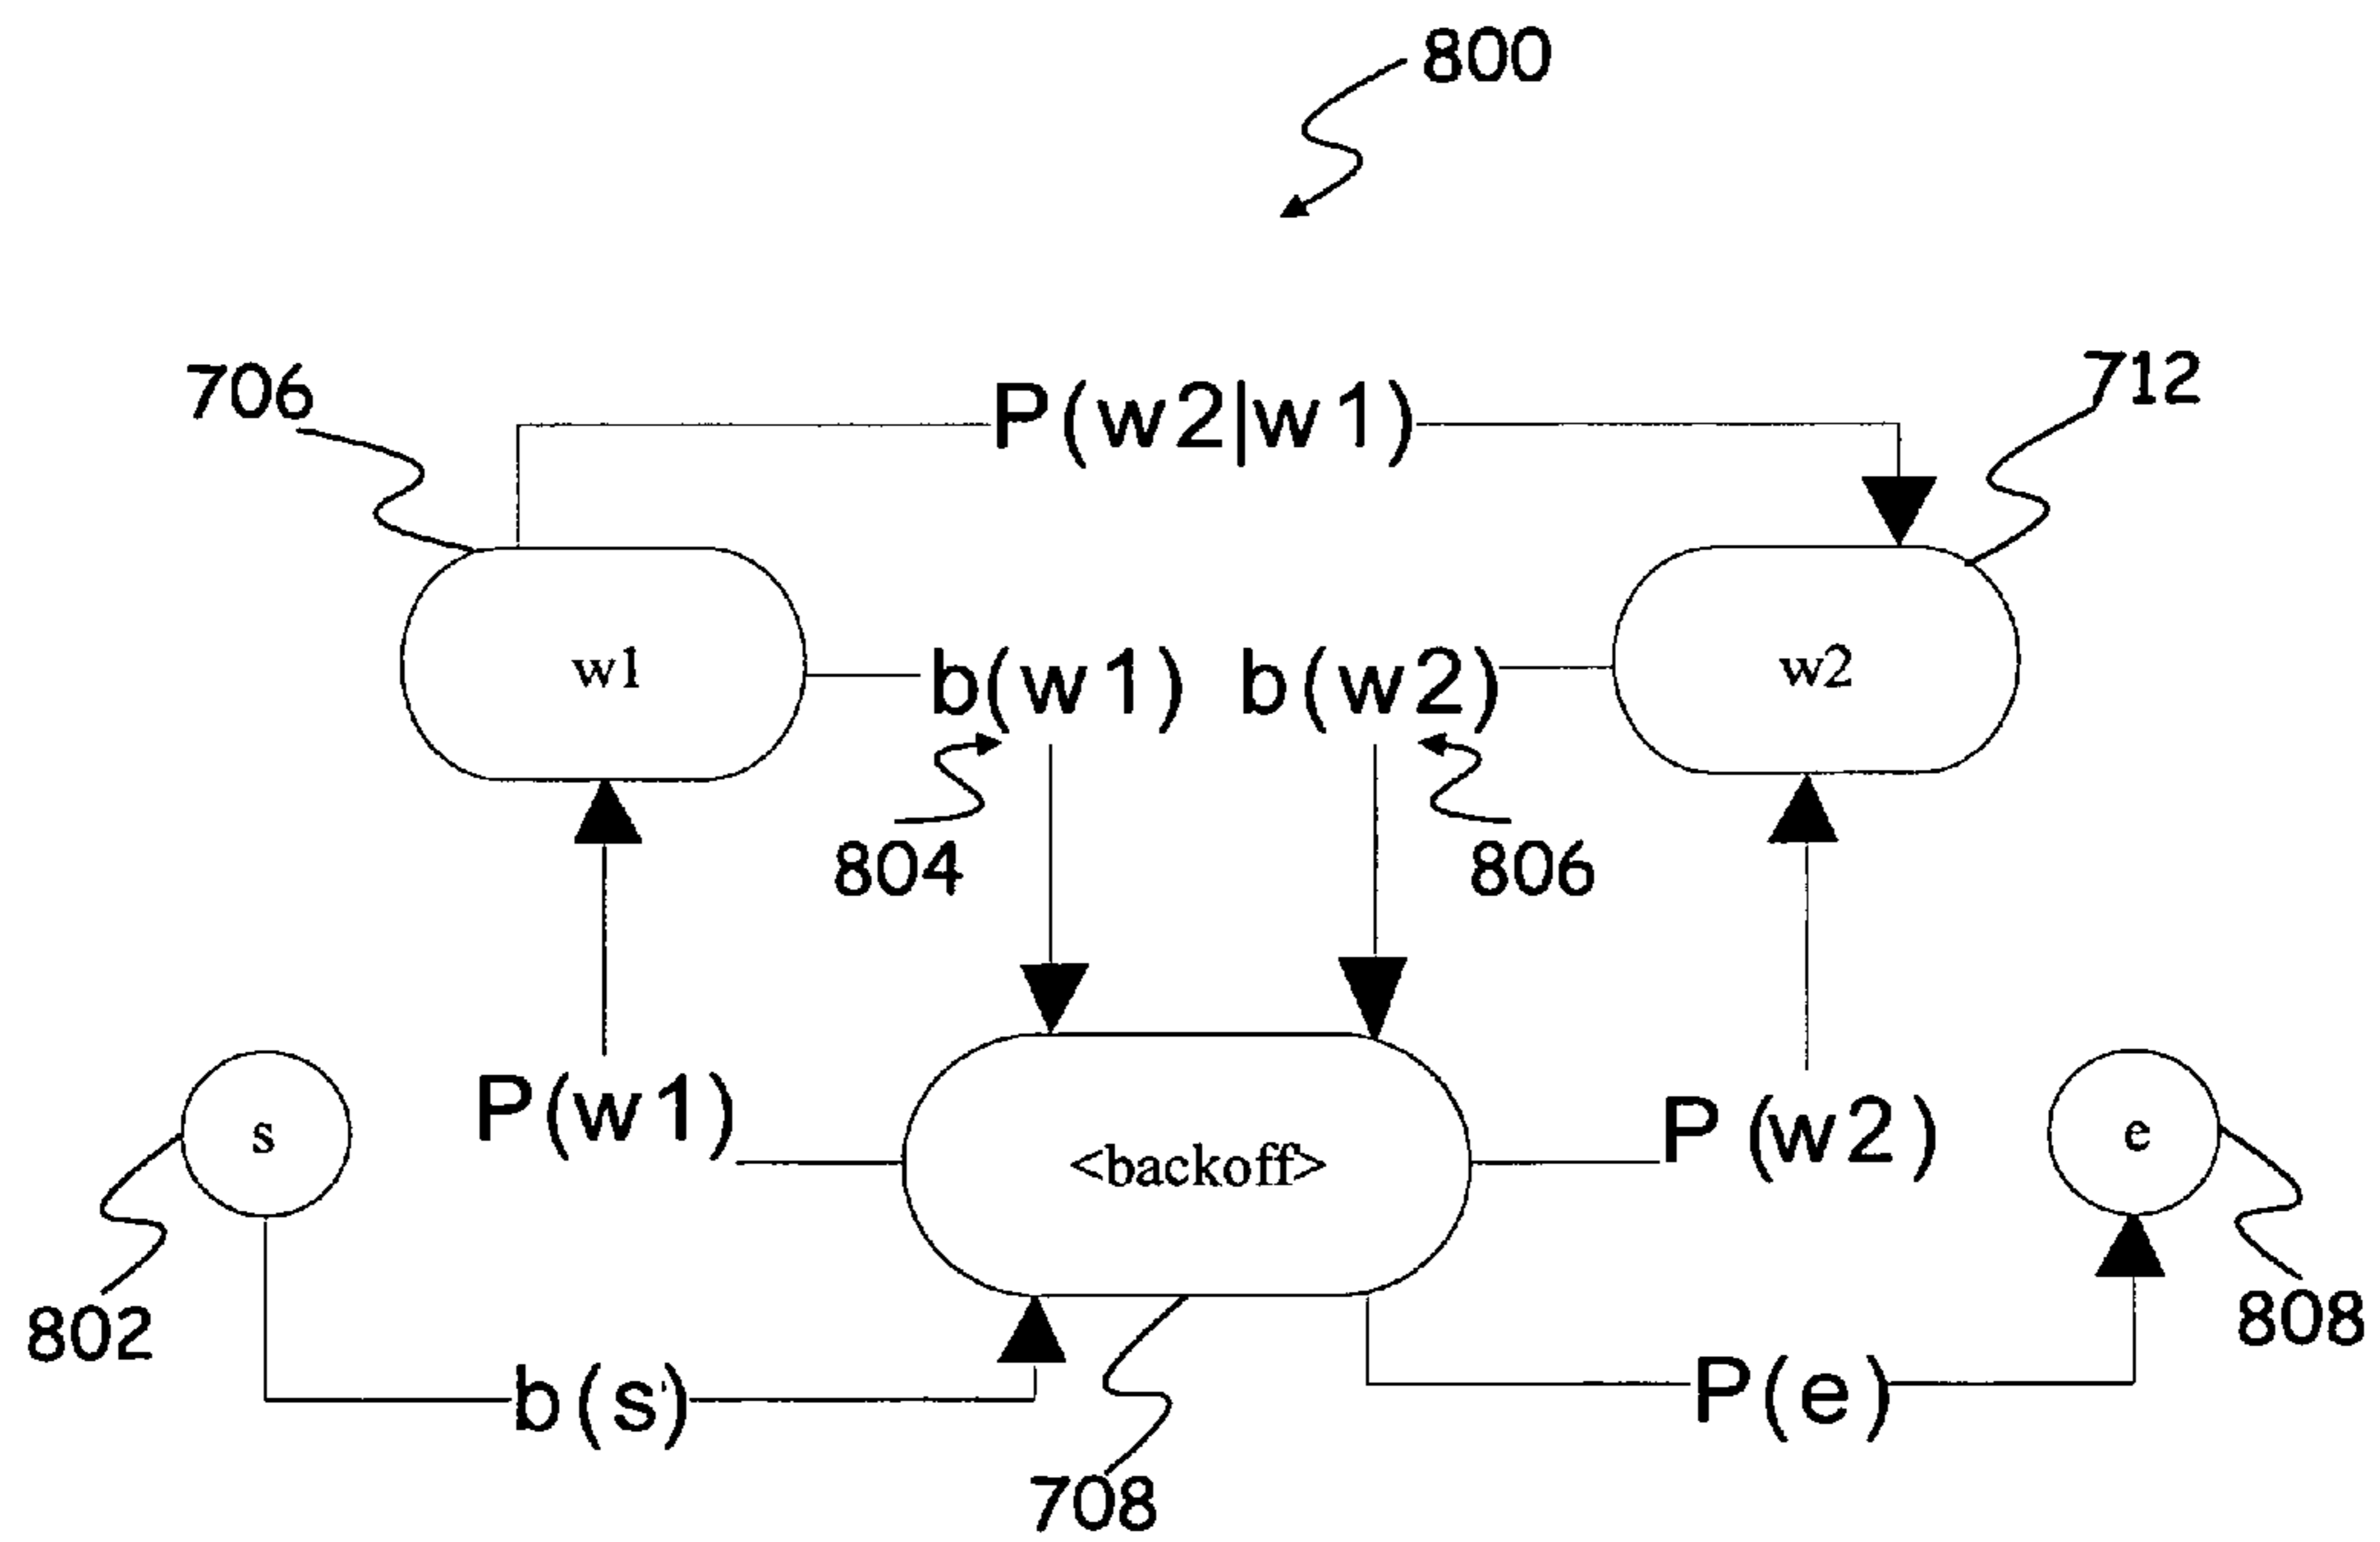 800
706
712
P(w2|w1)
w1
b(w1)
b(w2)
w2
804
806
P(w1)
P(w2)
s
<backoff>
e
802
808
b(s)
P(e)
708